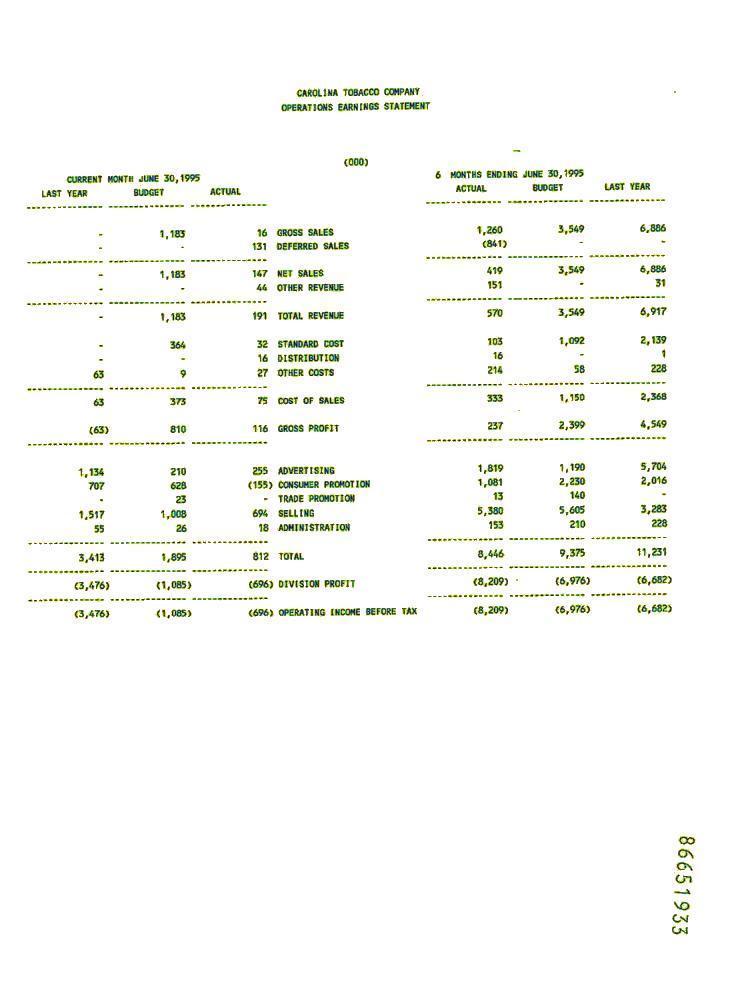 CAROLINA TOBACCO COMPANY
OPERATIONS EARNINGS STATEMENT
(000)
CURRENT MONTH JUNE 30,1995 6 MONTHS ENDING JUNE 30,1995
LAST YEAR BUDGET ACTUAL ACTUAL BUDGET LAST YEAR
- 1,183 16 GROSS SALES 1,260 3,549 6,886
- - 131 DEFERRED SALES (841) - -
- 1,183 147 NET SALES 419 3,549 6,886
- - 44 OTHER REVENUE 151 - 31
- 1,183 191 TOTAL REVENUE 570 3,549 6,917
- 364 32 STANDARD COST 103 1,092 2,139
- - 16 DISTRIBUTION 16 - 1
63 9 27 OTHER COSTS 214 58 228
63 373 75 COST OF SALES 333 1,150 2,368
(63) 810 116 GROSS PROFIT 237 2,399 4,549
1,134 210 255 ADVERTISING 1,819 1,190 5,704
707 628 (155) CONSUMER PROMOTION 1,081 2,230 2,016
- 23 - TRADE PROMOTION 13 140 -
1,517 1,008 694 SELLING 5,380 5,605 3,283
55 26 18 ADMINISTRATION 153 210 228
3,413 1,895 812 TOTAL 8,446 9,375 11,231
(3,476) (1,085) (696) DIVISION PROFIT (8,209) (6,976) (6,682)
(3,476) (1,085) (696) OPERATING INCOME BEFORE TAX (8,209) (6,976) (6,682)
86651933